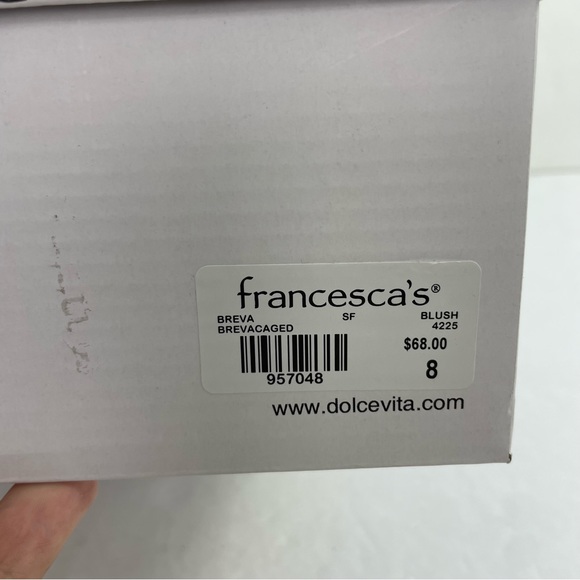 francesca's®
BREVA SF BLUSH
BREVACAGED 4225
$68.00
957048 8
www.dolcevita.com